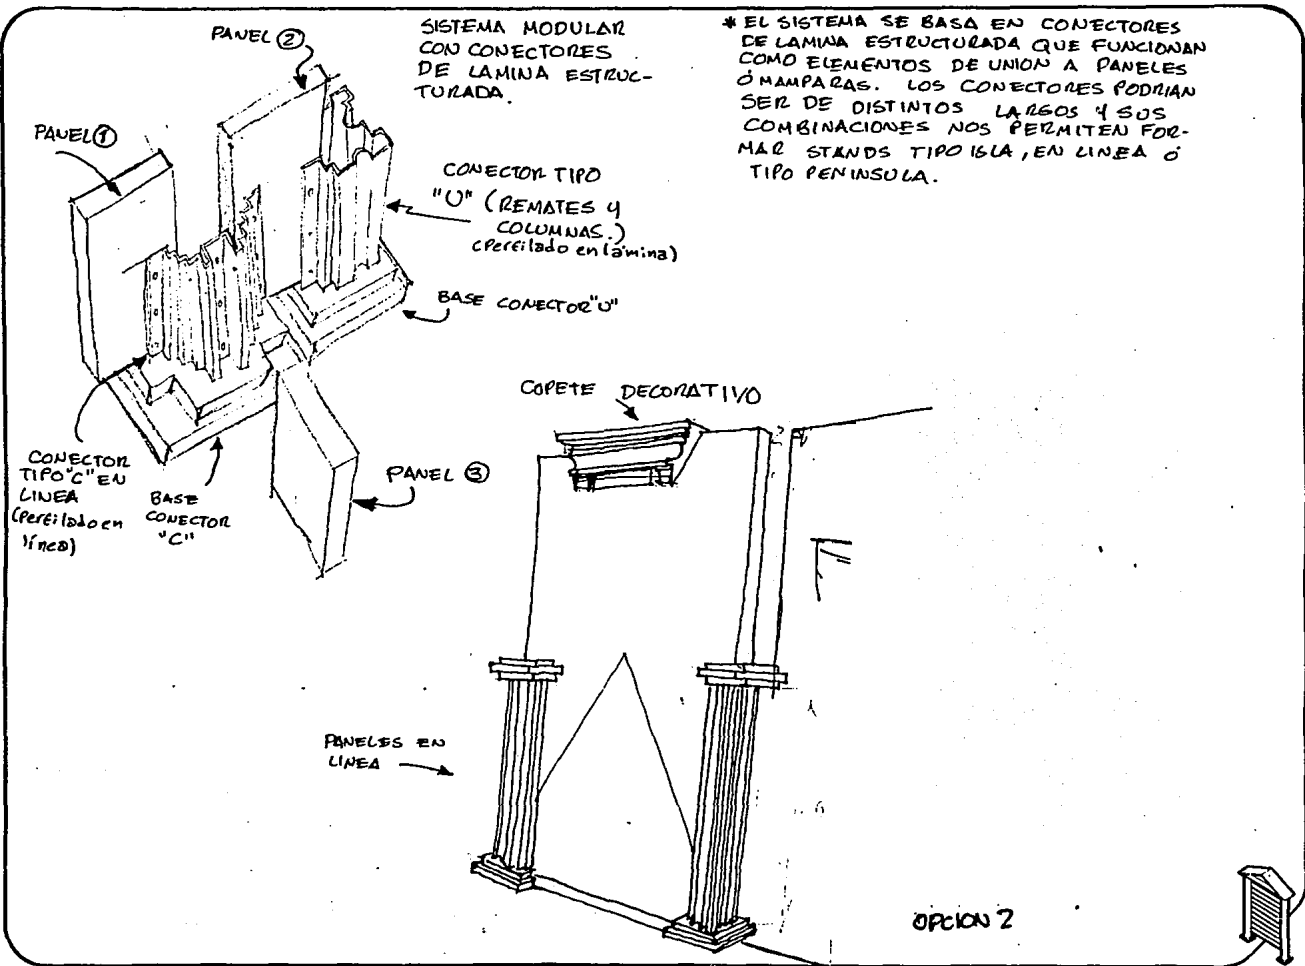 PANEL ②
SISTEMA MODULAR
CON CONECTORES
DE LAMINA ESTRUC-
TURADA.
* EL SISTEMA SE BASA EN CONECTORES
DE LAMINA ESTRUCTURADA QUE FUNCIONAN
COMO ELEMENTOS DE UNION A PANELES
Ó MAMPARAS. LOS CONECTORES PODRIAN
SER DE DISTINTOS LARGOS Y SUS
COMBINACIONES NOS PERMITEN FOR-
MAR STANDS TIPO ISLA, EN LINEA Ó
TIPO PENINSULA.
PANEL ①
CONECTOR TIPO
"U" (REMATES Y
COLUMNAS.)
(Perfilado en lámina)
BASE CONECTOR "U"
COPETE DECORATIVO
CONECTOR
TIPO "C" EN
LINEA
(Perfilado en
línea)
BASE
CONECTOR
"C"
PANEL ③
PANELES EN
LINEA
OPCION 2